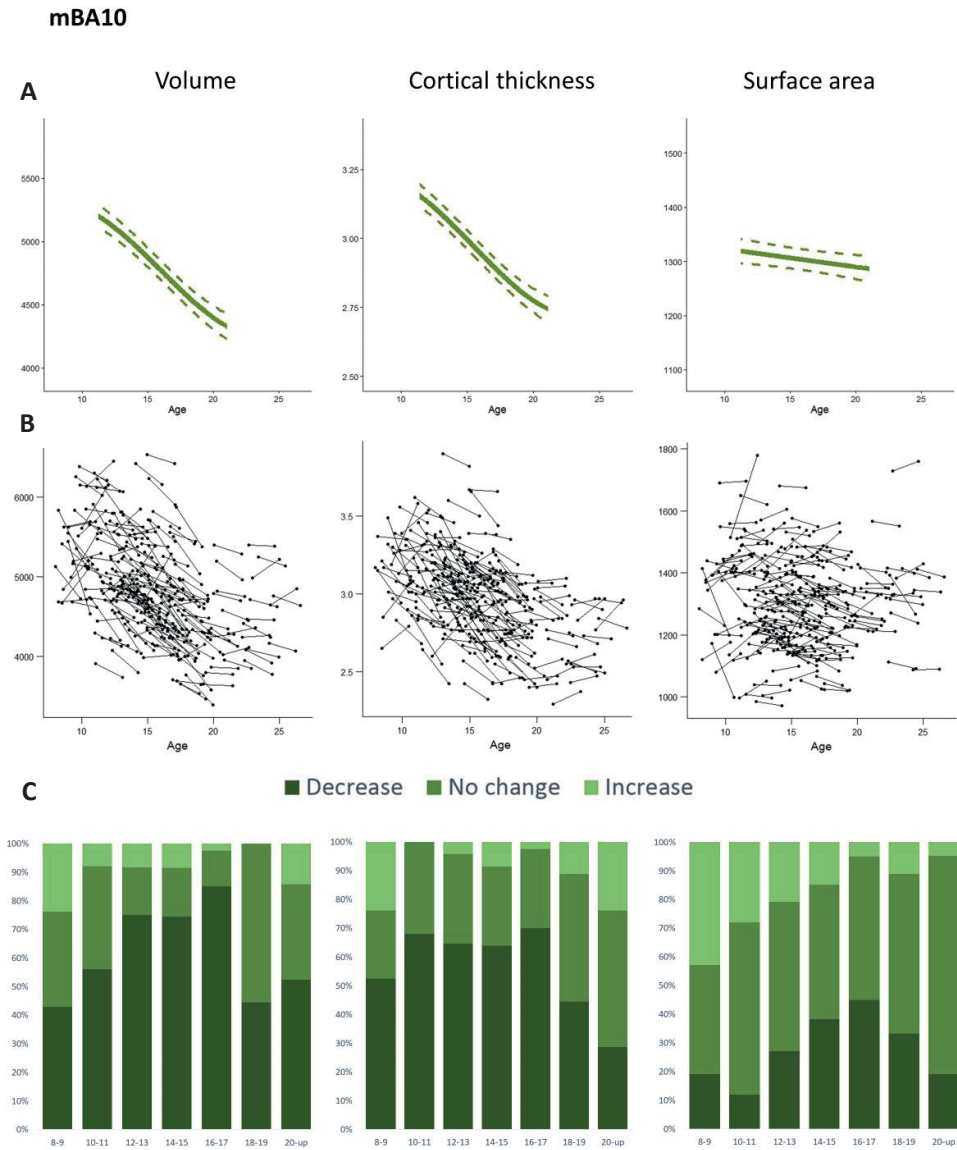 mBA10
Volume Cortical thickness Surface area
A
5500
5000
4500
4000
10 15 20 25
Age
3.25
3.00
2.75
2.50
10 15 20 25
Age
1500
1400
1300
1200
1100
10 15 20 25
Age
B
6000
5000
4000
10 15 20 25
Age
3.5
3.0
2.5
10 15 20 25
Age
1800
1600
1400
1200
1000
10 15 20 25
Age
C
Decrease No change Increase
100%
90%
80%
70%
60%
50%
40%
30%
20%
10%
0%
8-9 10-11 12-13 14-15 16-17 18-19 20-up
100%
90%
80%
70%
60%
50%
40%
30%
20%
10%
0%
8-9 10-11 12-13 14-15 16-17 18-19 20-up
100%
90%
80%
70%
60%
50%
40%
30%
20%
10%
0%
8-9 10-11 12-13 14-15 16-17 18-19 20-up